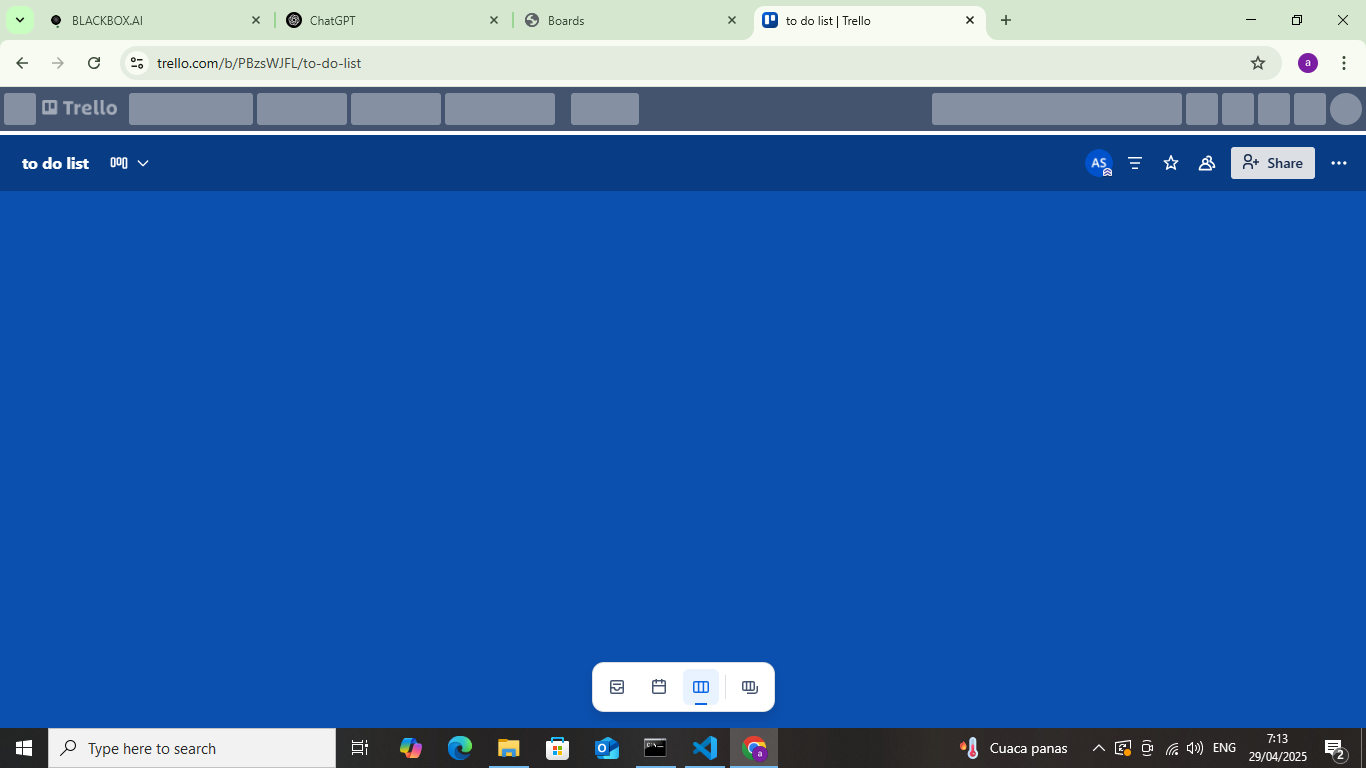 BLACKBOX.AI
ChatGPT
Boards
to do list | Trello
trello.com/b/PBzsWJFL/to-do-list
a
Trello
to do list
AS
Share
Type here to search
a
Cuaca panas
ENG
7:13
29/04/2025
2